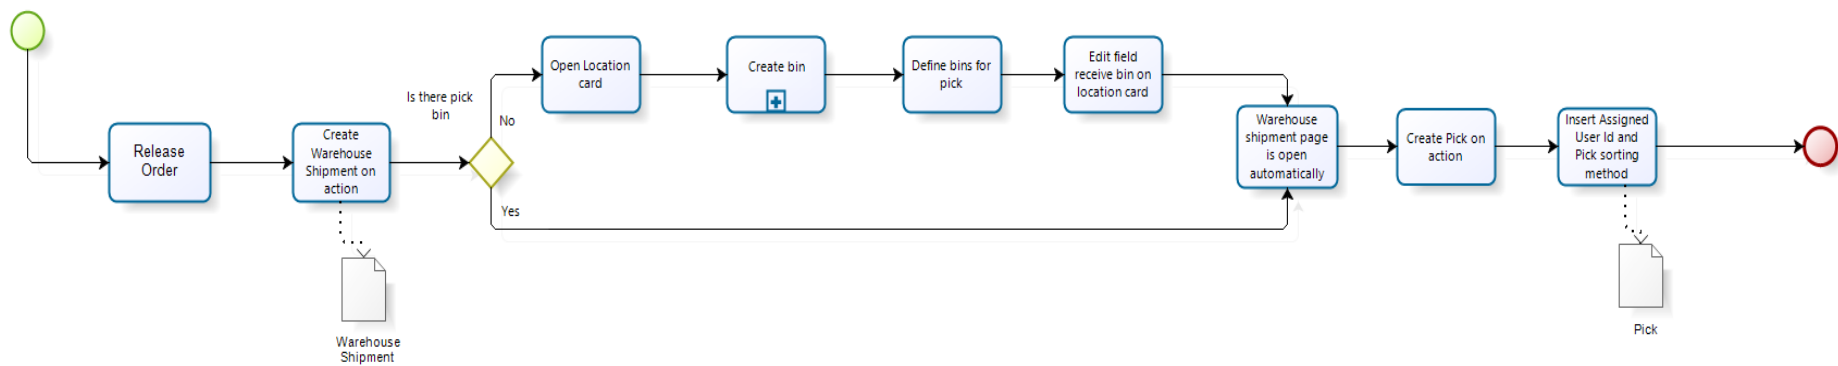 Release
Order
Create
Warehouse
Shipment on
action
Warehouse
Shipment
Is there pick
bin
No
Yes
Open Location
card
Create bin
Define bins for
pick
Edit field
receive bin on
location card
Warehouse
shipment page
is open
automatically
Create Pick on
action
Insert Assigned
User Id and
Pick sorting
method
Pick